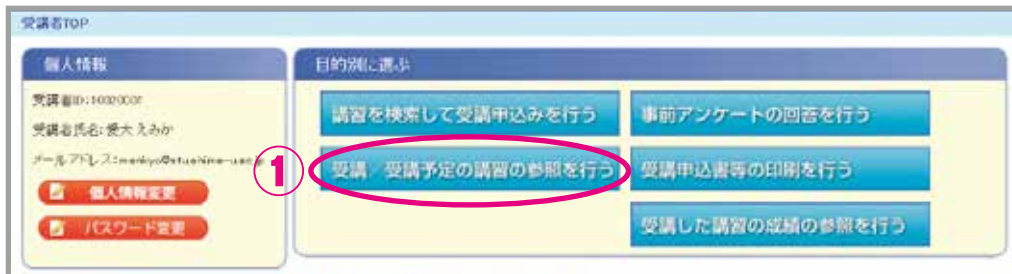 受講者TOP
個人情報
受講者ID:
受講者氏名:愛大えみか
メールアドレス:
個人情報変更
パスワード変更
目的別に選ぶ
講習を検索して受講申込みを行う
事前アンケートの回答を行う
①
受講／受講予定の講習の参照を行う
受講申込書等の印刷を行う
受講した講習の成績の参照を行う